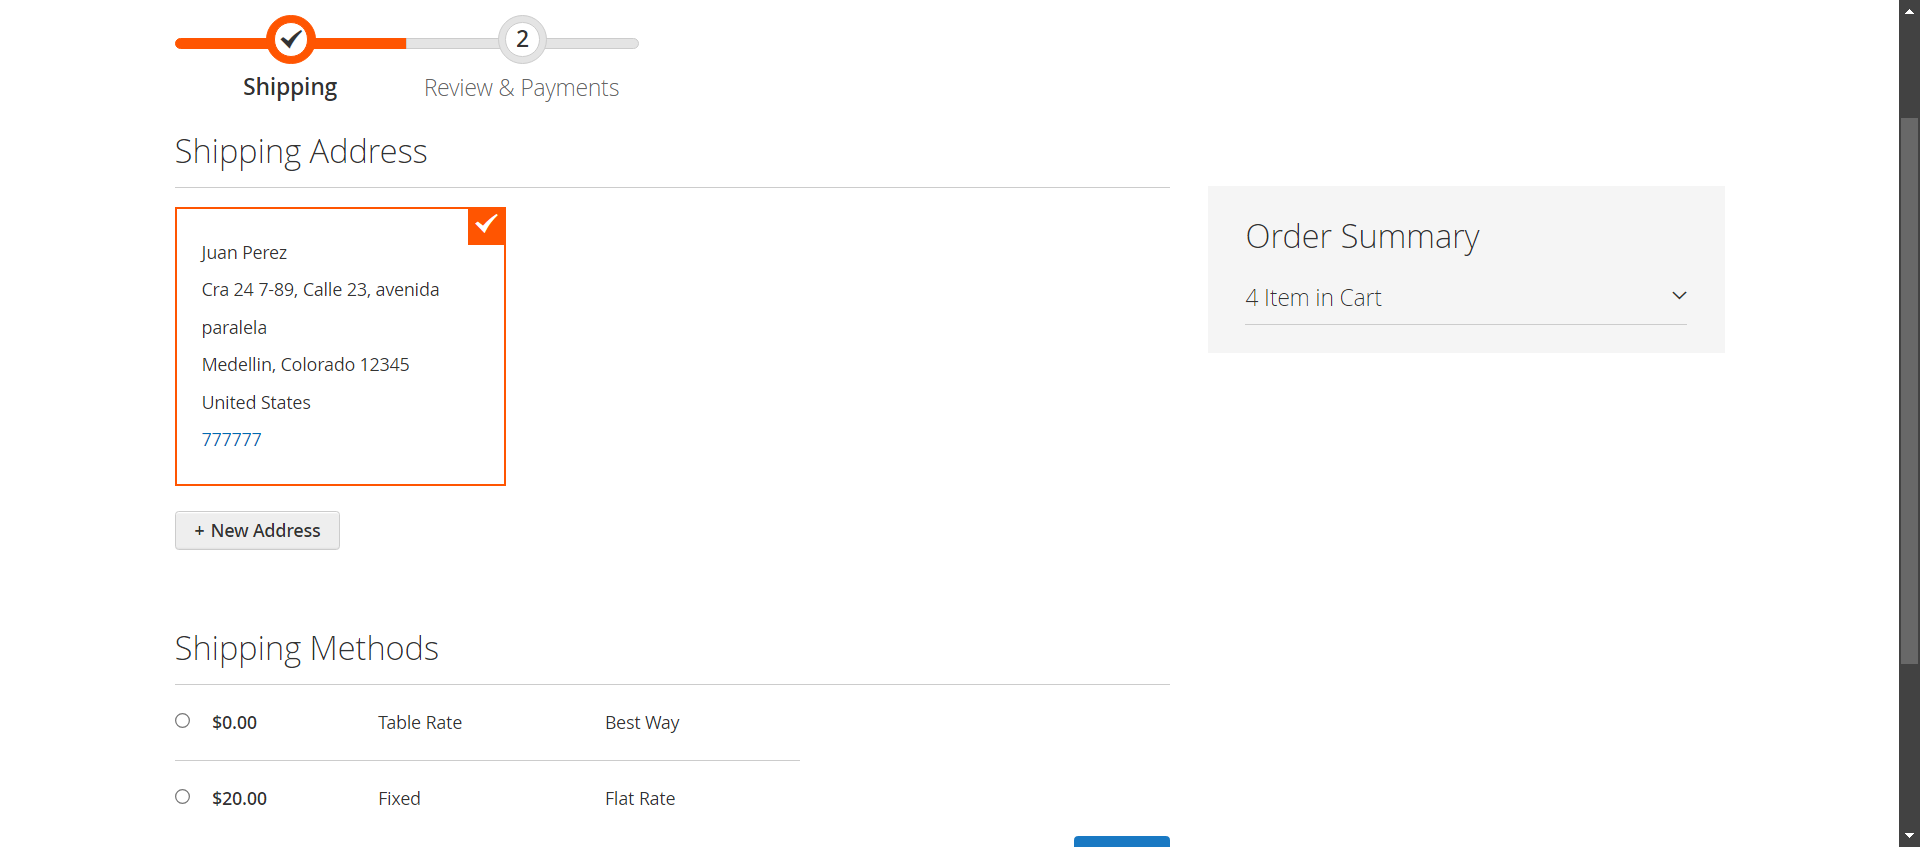 2
Shipping
Review & Payments
Shipping Address
Juan Perez
Cra 24 7-89, Calle 23, avenida
paralela
Medellin, Colorado 12345
United States
777777
+ New Address
Order Summary
4 Item in Cart
Shipping Methods
$0.00 Table Rate Best Way
$20.00 Fixed Flat Rate